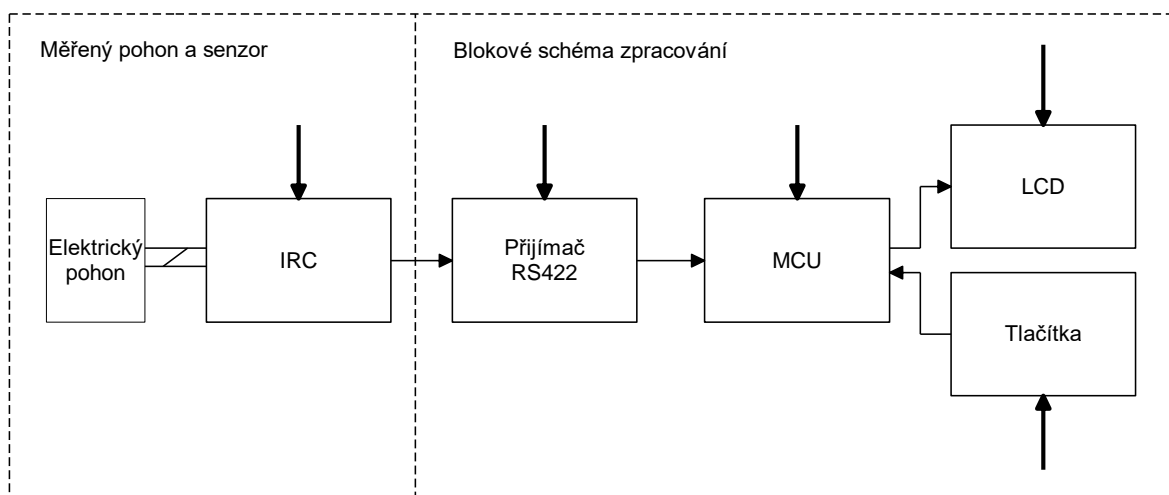 Měřený pohon a senzor
Blokové schéma zpracování
Elektrický
pohon
IRC
Přijímač
RS422
MCU
LCD
Tlačítka